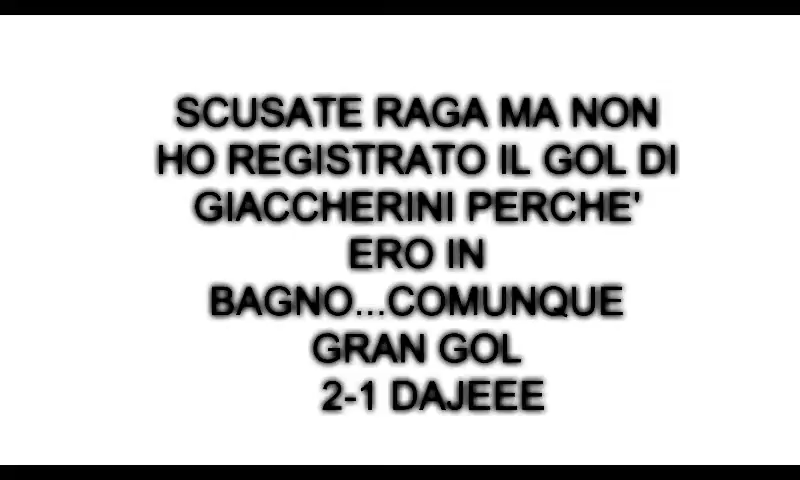 SCUSATE RAGA MA NON
HO REGISTRATO IL GOL DI
GIACCHERINI PERCHE'
ERO IN
BAGNO...COMUNQUE
GRAN GOL
2-1 DAJEEE